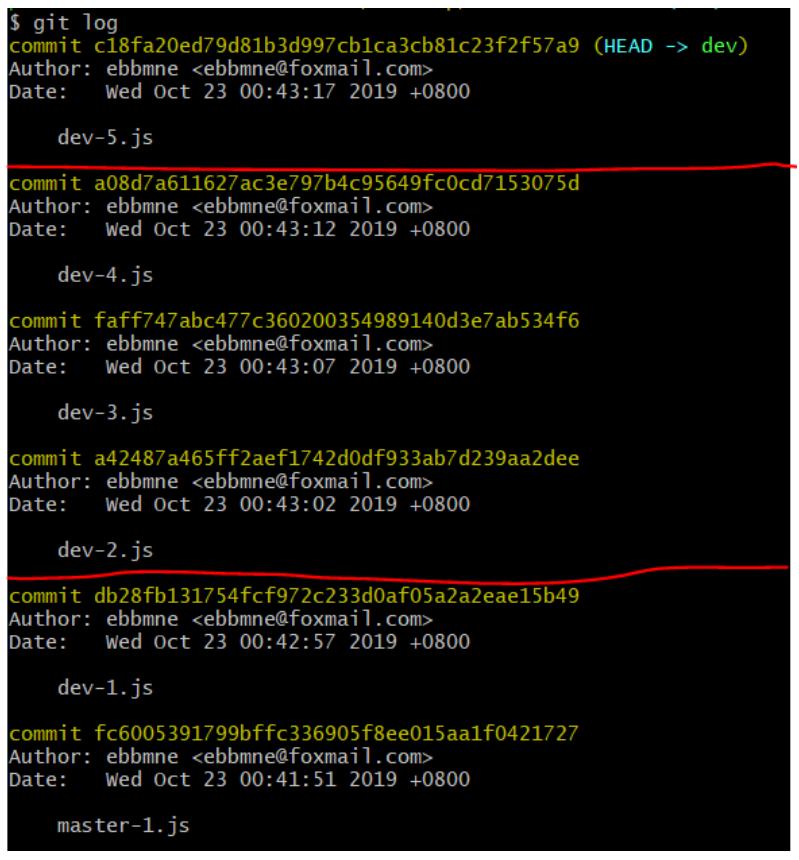 $ git log
commit c18fa20ed79d81b3d997cb1ca3cb81c23f2f57a9 (HEAD -> dev)
Author: ebbmne <ebbmne@foxmail.com>
Date:   Wed Oct 23 00:43:17 2019 +0800
dev-5.js
commit a08d7a611627ac3e797b4c95649fc0cd7153075d
Author: ebbmne <ebbmne@foxmail.com>
Date:   Wed Oct 23 00:43:12 2019 +0800
dev-4.js
commit faff747abc477c360200354989140d3e7ab534f6
Author: ebbmne <ebbmne@foxmail.com>
Date:   Wed Oct 23 00:43:07 2019 +0800
dev-3.js
commit a42487a465ff2aef1742d0df933ab7d239aa2dee
Author: ebbmne <ebbmne@foxmail.com>
Date:   Wed Oct 23 00:43:02 2019 +0800
dev-2.js
commit db28fb131754fcf972c233d0af05a2a2eae15b49
Author: ebbmne <ebbmne@foxmail.com>
Date:   Wed Oct 23 00:42:57 2019 +0800
dev-1.js
commit fc6005391799bffc336905f8ee015aa1f0421727
Author: ebbmne <ebbmne@foxmail.com>
Date:   Wed Oct 23 00:41:51 2019 +0800
master-1.js